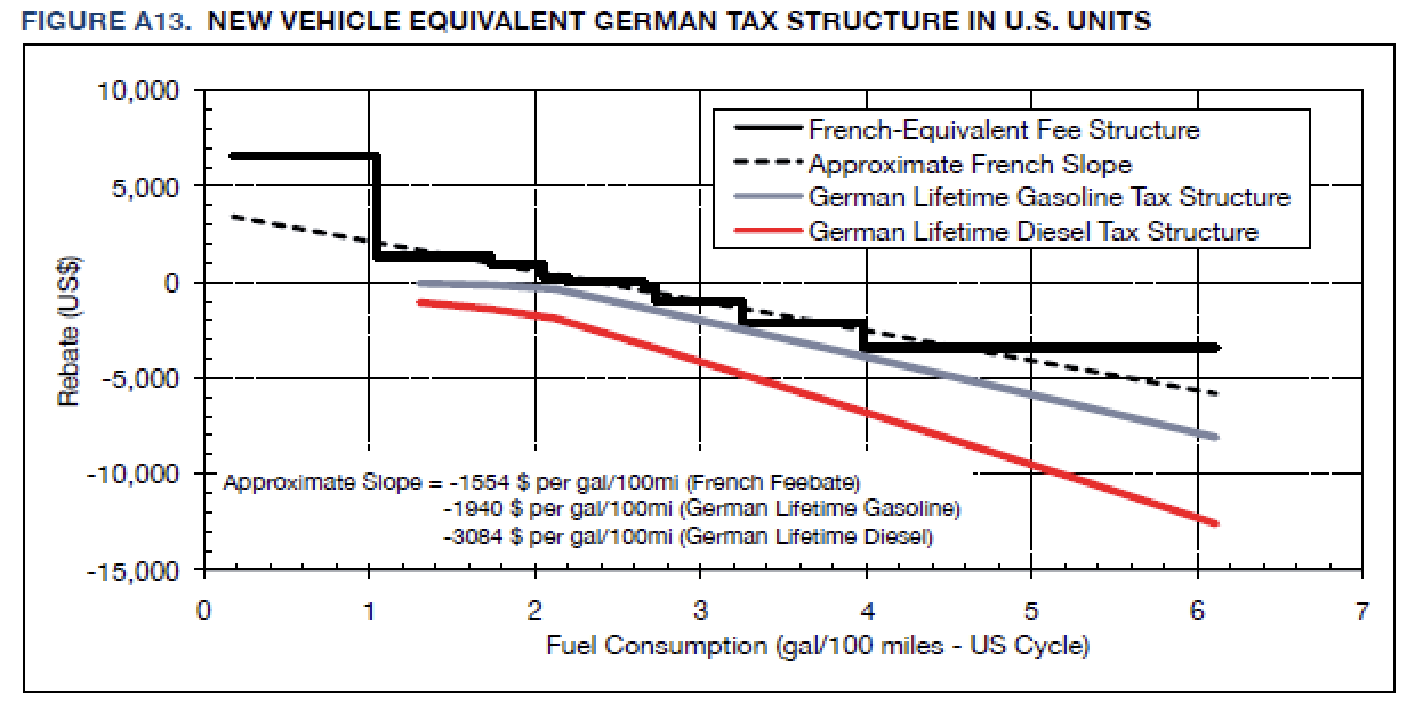 FIGURE A13. NEW VEHICLE EQUIVALENT GERMAN TAX STRUCTURE IN U.S. UNITS
10,000
5,000
0
-5,000
-10,000
-15,000
Rebate (US$)
French-Equivalent Fee Structure
Approximate French Slope
German Lifetime Gasoline Tax Structure
German Lifetime Diesel Tax Structure
Approximate Slope = -1554 $ per gal/100mi (French Feebate)
-1940 $ per gal/100mi (German Lifetime Gasoline)
-3084 $ per gal/100mi (German Lifetime Diesel)
0 1 2 3 4 5 6 7
Fuel Consumption (gal/100 miles - US Cycle)